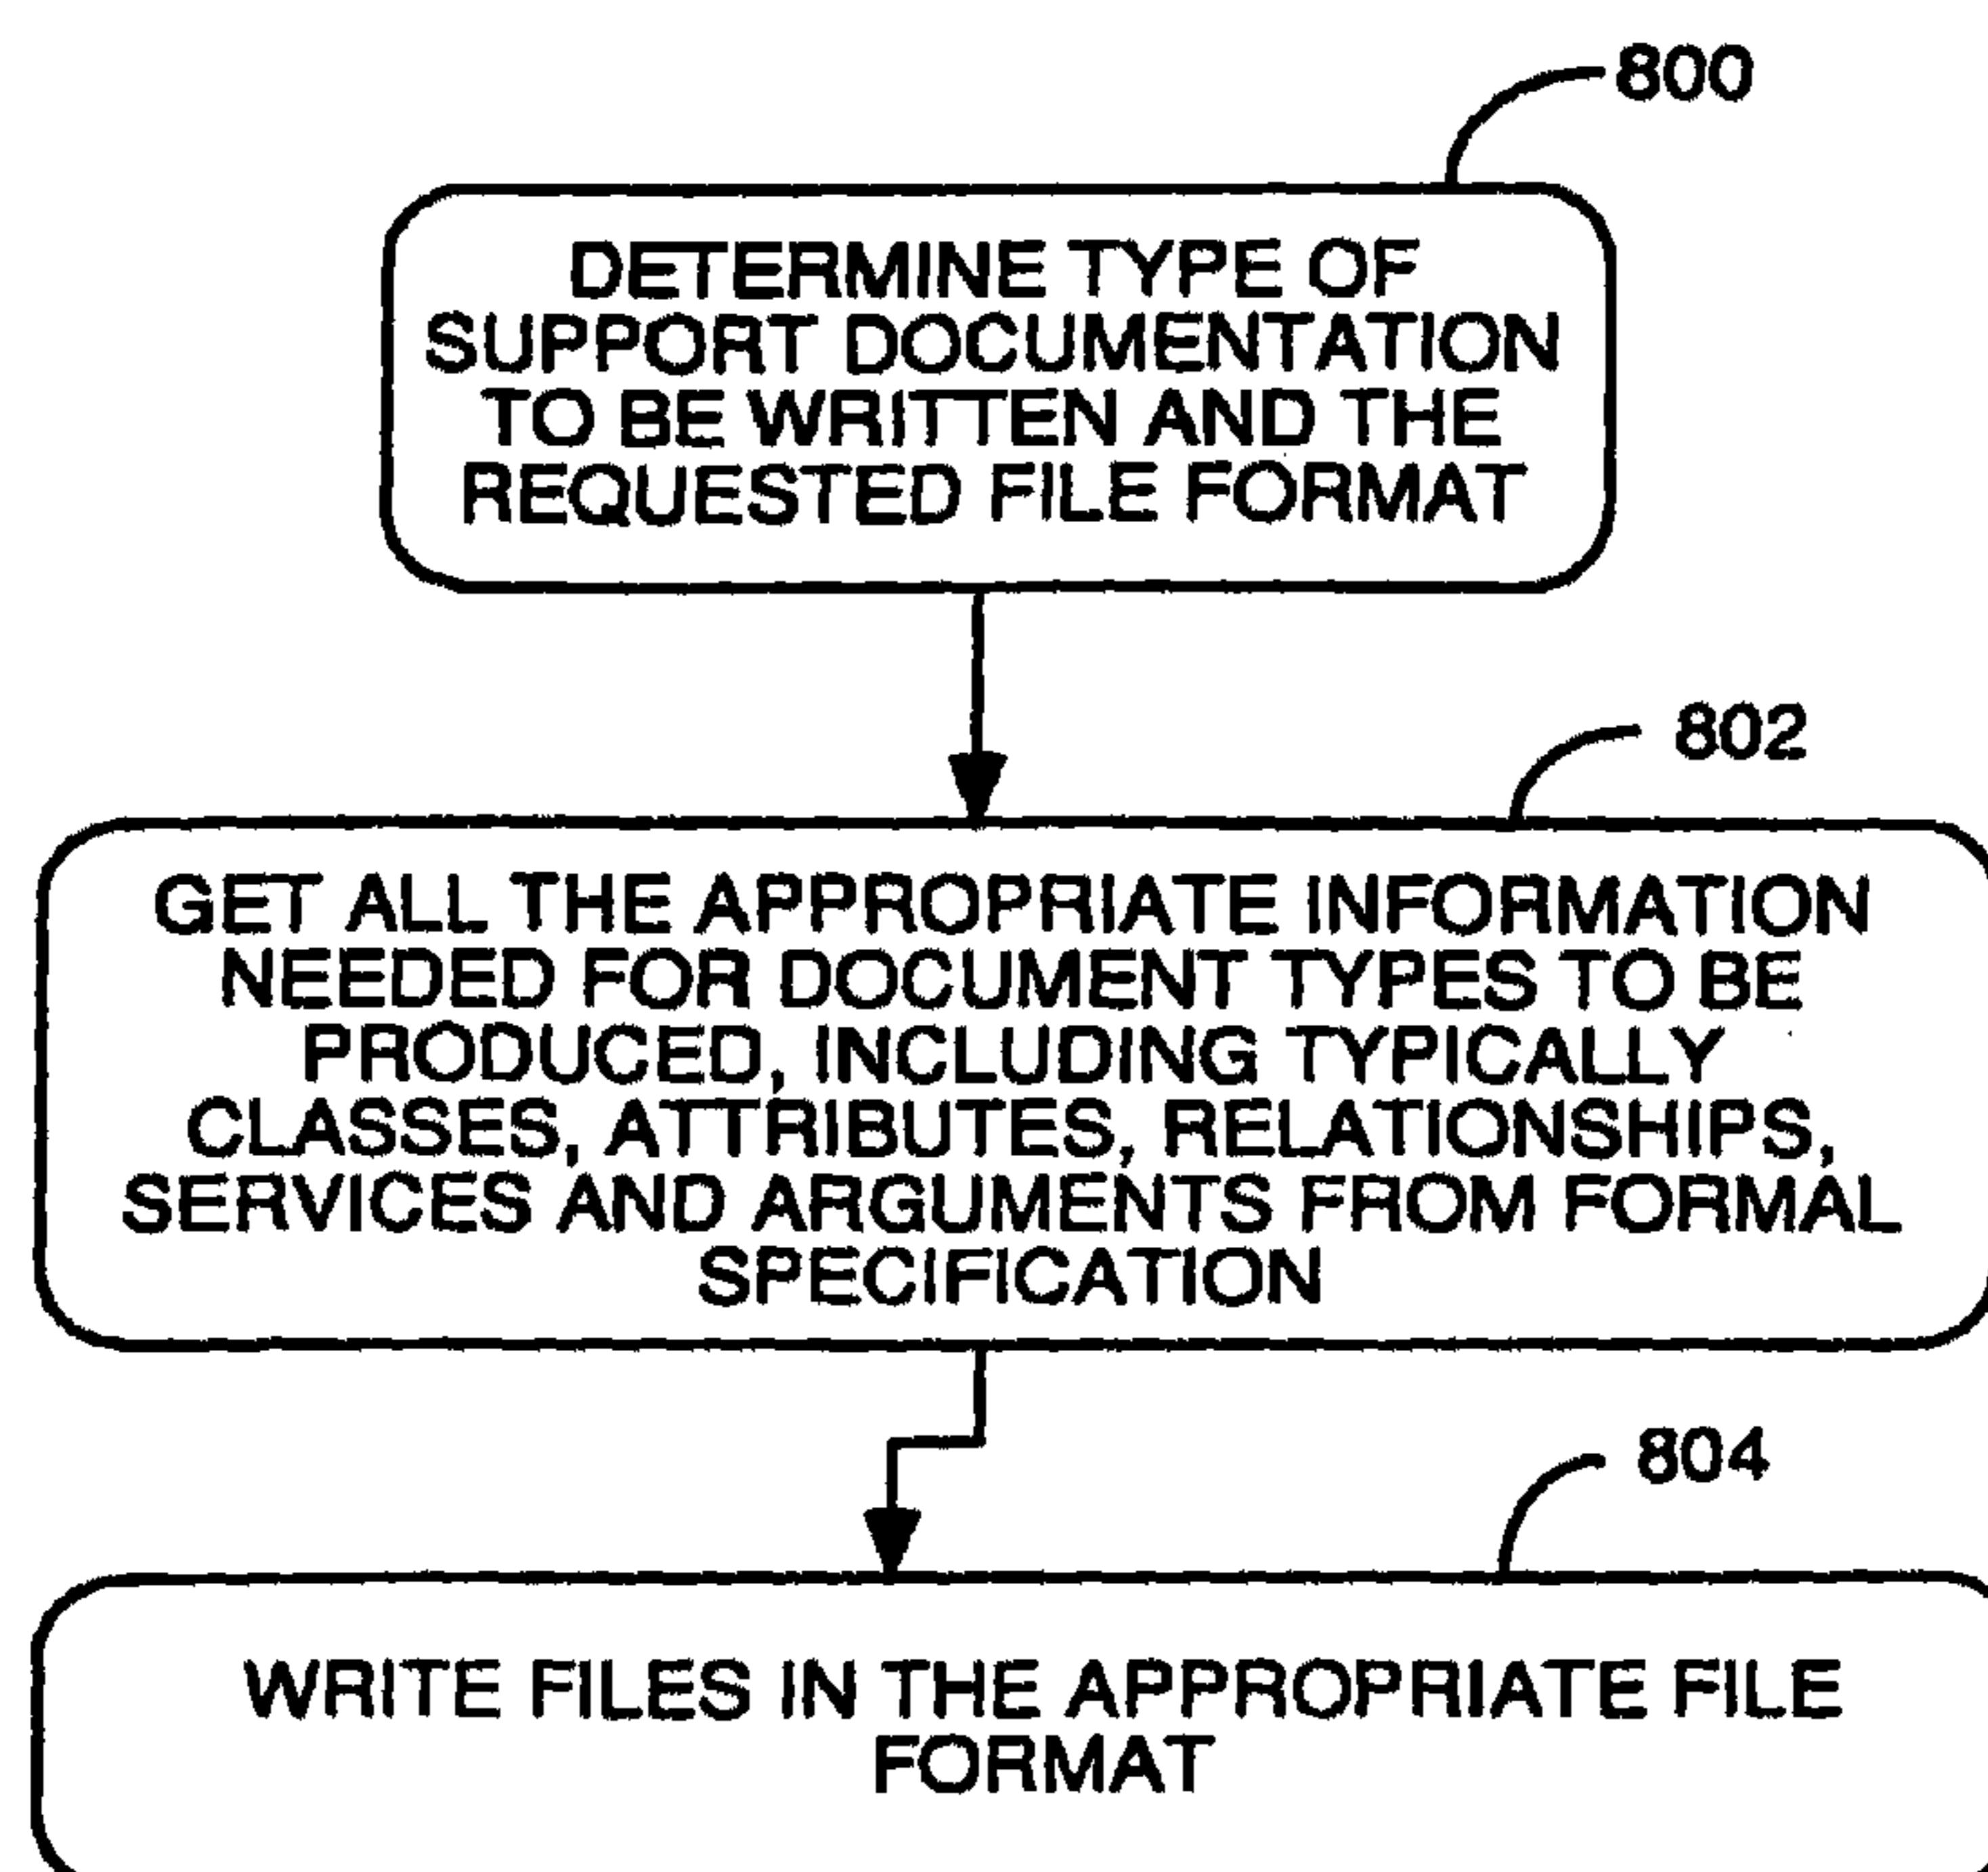 800
DETERMINE TYPE OF
SUPPORT DOCUMENTATION
TO BE WRITTEN AND THE
REQUESTED FILE FORMAT
802
GET ALL THE APPROPRIATE INFORMATION
NEEDED FOR DOCUMENT TYPES TO BE
PRODUCED, INCLUDING TYPICALLY
CLASSES, ATTRIBUTES, RELATIONSHIPS,
SERVICES AND ARGUMENTS FROM FORMAL
SPECIFICATION
804
WRITE FILES IN THE APPROPRIATE FILE
FORMAT